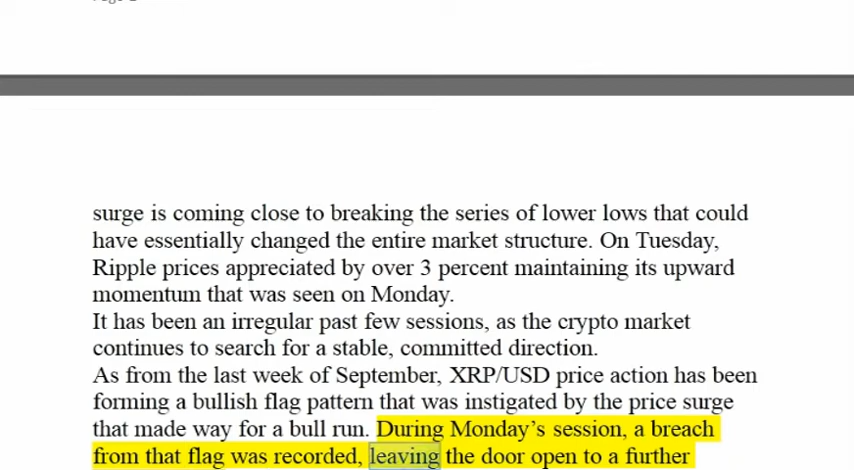 surge is coming close to breaking the series of lower lows that could
have essentially changed the entire market structure. On Tuesday,
Ripple prices appreciated by over 3 percent maintaining its upward
momentum that was seen on Monday.
It has been an irregular past few sessions, as the crypto market
continues to search for a stable, committed direction.
As from the last week of September, XRP/USD price action has been
forming a bullish flag pattern that was instigated by the price surge
that made way for a bull run. During Monday’s session, a breach
from that flag was recorded, leaving the door open to a further